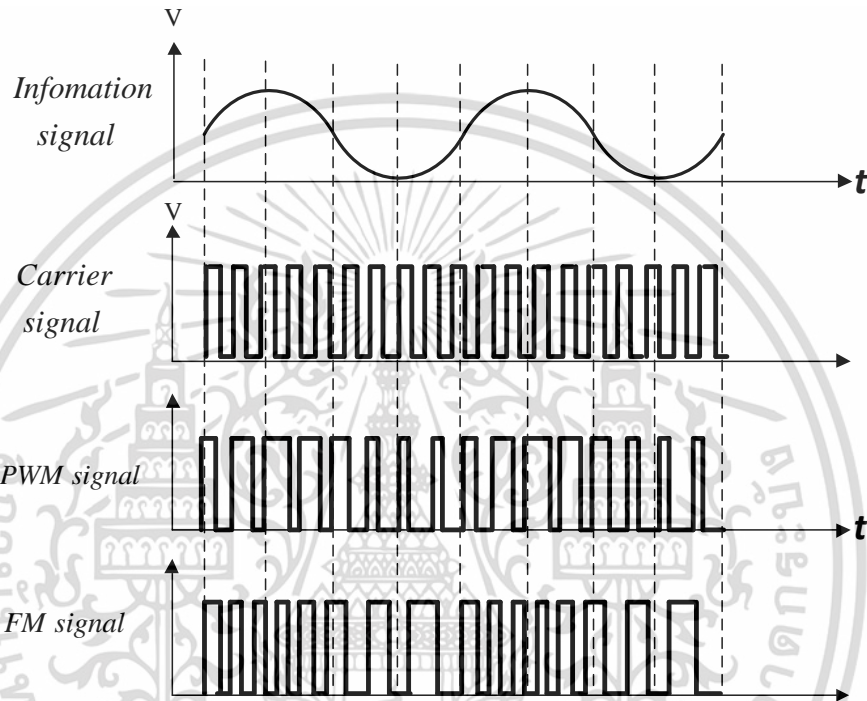 V
Infomation
signal
t
V
Carrier
signal
PWM signal
t
FM signal